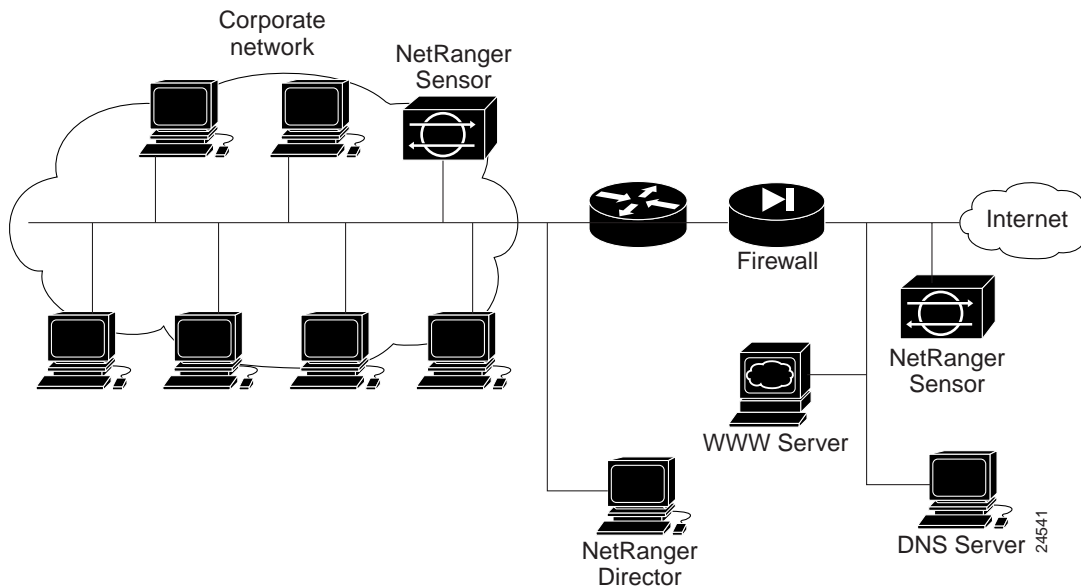 Corporate
network
NetRanger
Sensor
Internet
Firewall
NetRanger
Sensor
WWW Server
NetRanger
Director
DNS Server
24541